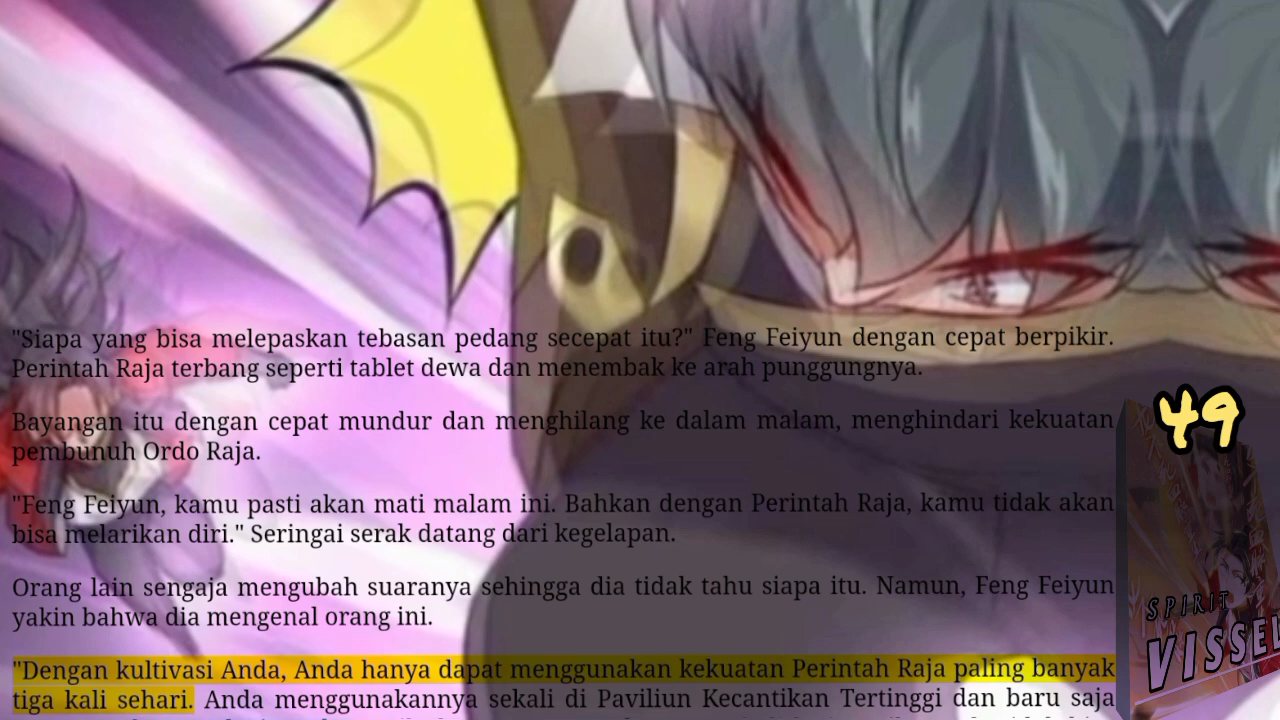 "Siapa yang bisa melepaskan tebasan pedang secepat itu?" Feng Feiyun dengan cepat berpikir.
Perintah Raja terbang seperti tablet dewa dan menembak ke arah punggungnya.
Bayangan itu dengan cepat mundur dan menghilang ke dalam malam, menghindari kekuatan
pembunuh Ordo Raja.
"Feng Feiyun, kamu pasti akan mati malam ini. Bahkan dengan Perintah Raja, kamu tidak akan
bisa melarikan diri." Seringai serak datang dari kegelapan.
Orang lain sengaja mengubah suaranya sehingga dia tidak tahu siapa itu. Namun, Feng Feiyun
yakin bahwa dia mengenal orang ini.
"Dengan kultivasi Anda, Anda hanya dapat menggunakan kekuatan Perintah Raja paling banyak
tiga kali sehari. Anda menggunakannya sekali di Paviliun Kecantikan Tertinggi dan baru saja
49
SPIRIT
VISSEL